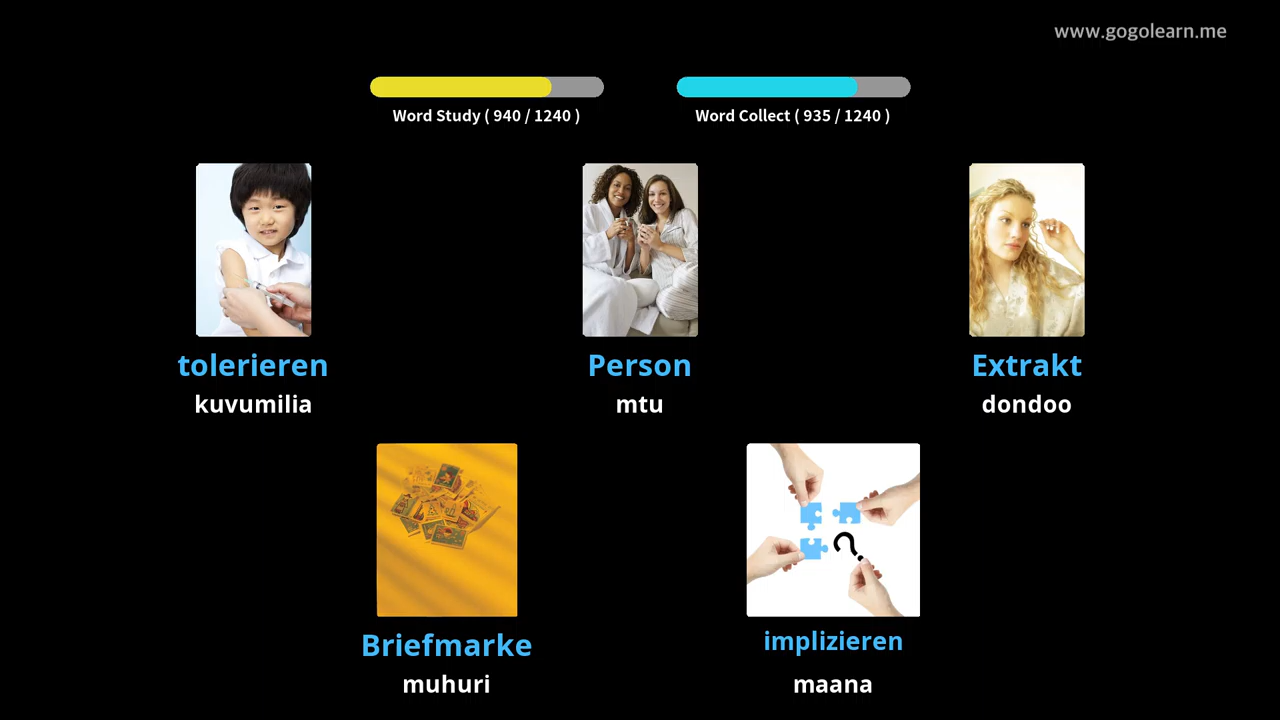 www.gogolearn.me
Word Study ( 940 / 1240 )
Word Collect ( 935 / 1240 )
tolerieren
kuvumilia
Person
mtu
Extrakt
dondoo
Briefmarke
muhuri
implizieren
maana